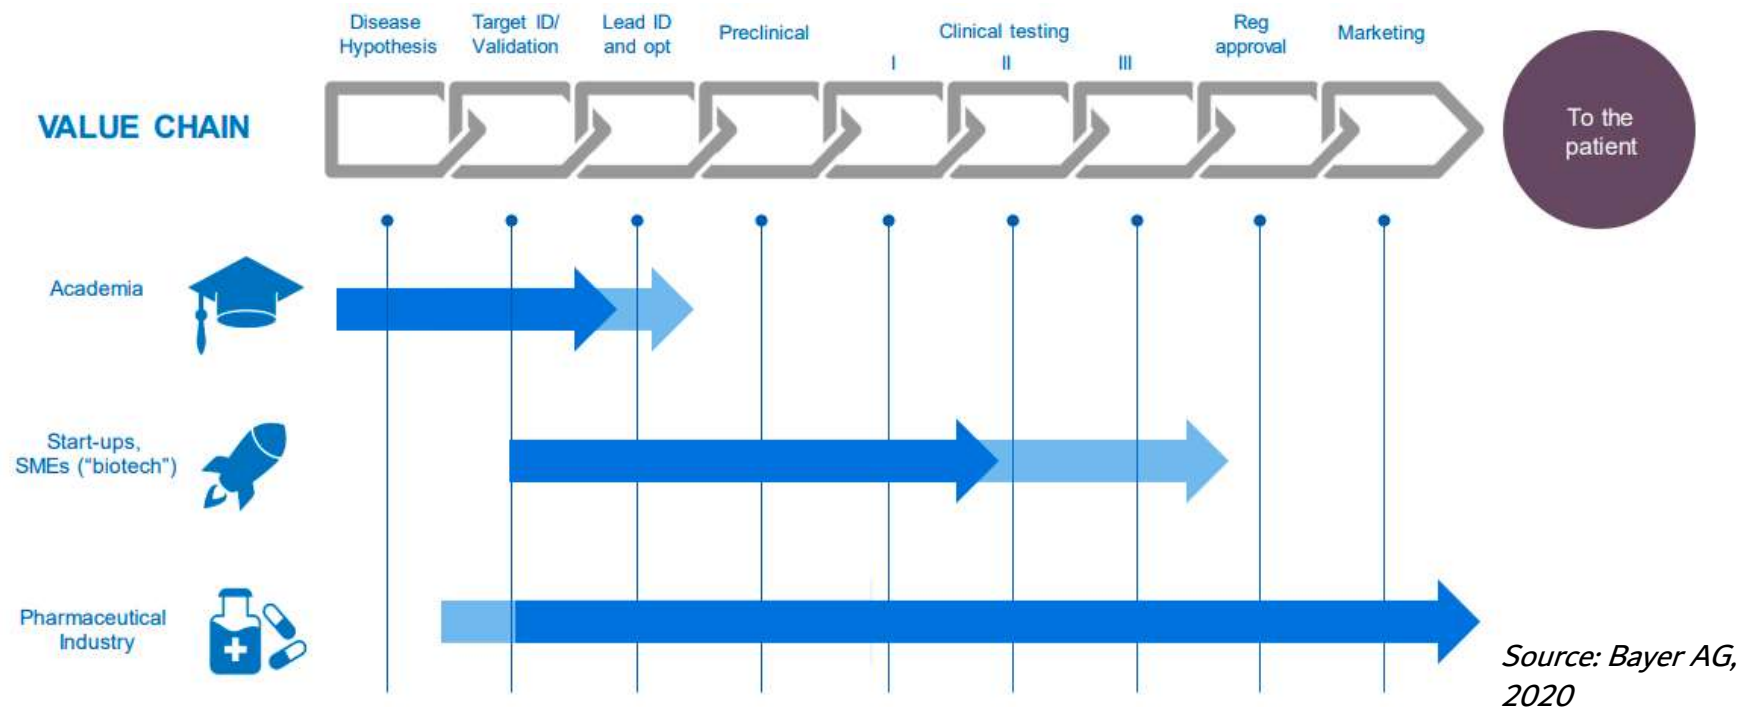 Disease
Hypothesis
Target ID/
Validation
Lead ID
and opt
Preclinical
Clinical testing
I
II
III
Reg
approval
Marketing
VALUE CHAIN
To the
patient
Academia
Start-ups,
SMEs (“biotech”)
Pharmaceutical
Industry
Source: Bayer AG,
2020